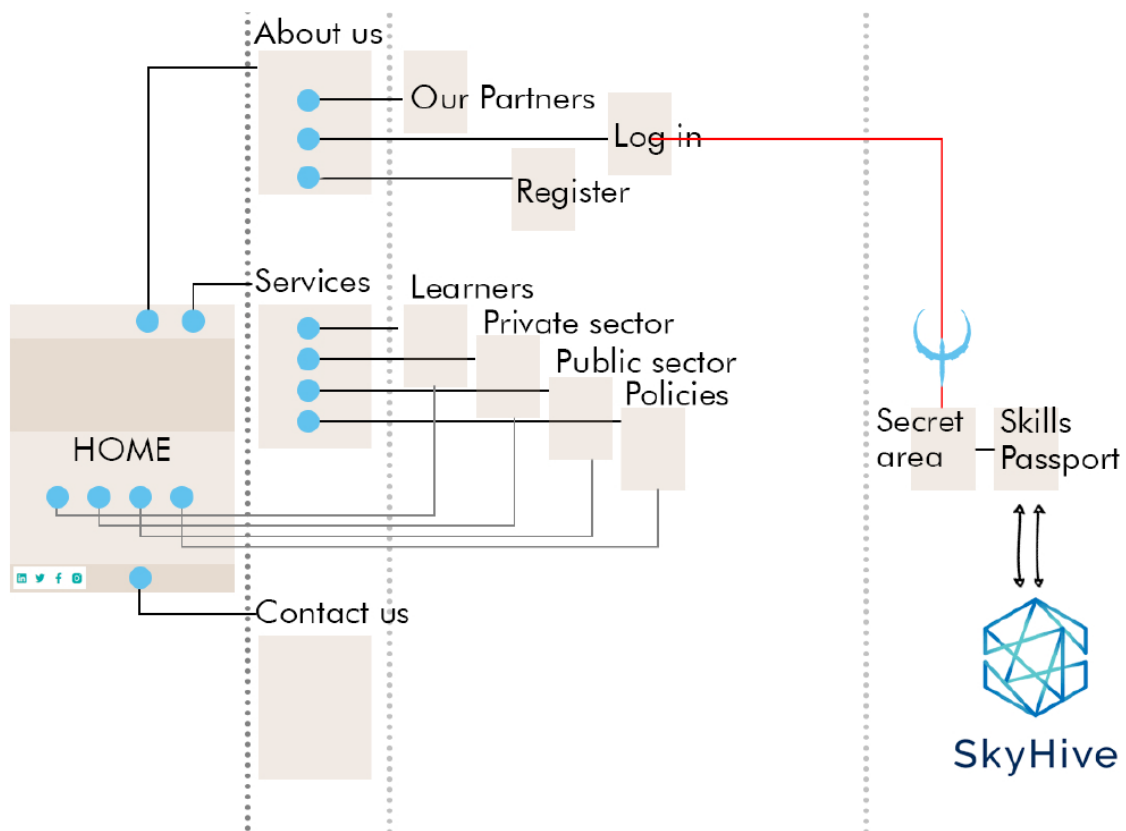 About us
Our Partners
Log in
Register
Services
Learners
Private sector
Public sector
Policies
HOME
Secret
area
Skills
Passport
Contact us
SkyHive